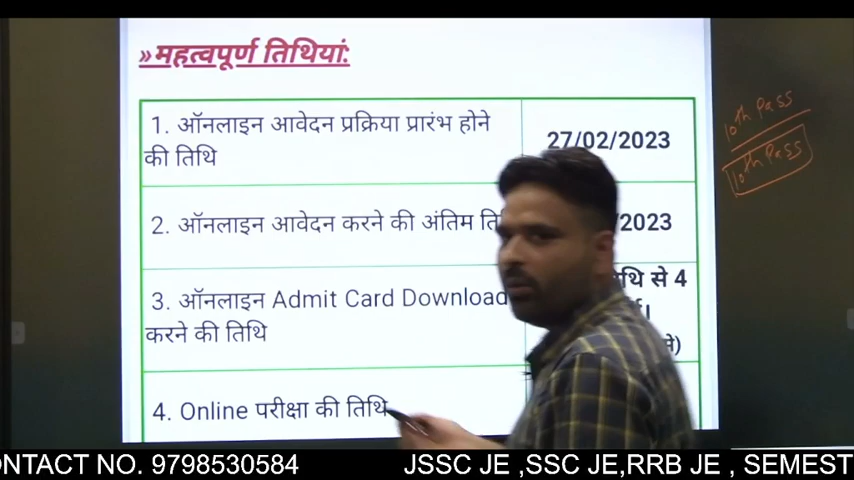 »महत्वपूर्ण तिथियां:
1. ऑनलाइन आवेदन प्रक्रिया प्रारंभ होने
की तिथि
27/02/2023
2. ऑनलाइन आवेदन करने की अंतिम
/2023
3. ऑनलाइन Admit Card Download
करने की तिथि
से 4
4. Online परीक्षा की तिथि
10th Pass
10th Pass
CONTACT NO. 9798530584 JSSC JE ,SSC JE,RRB JE ,